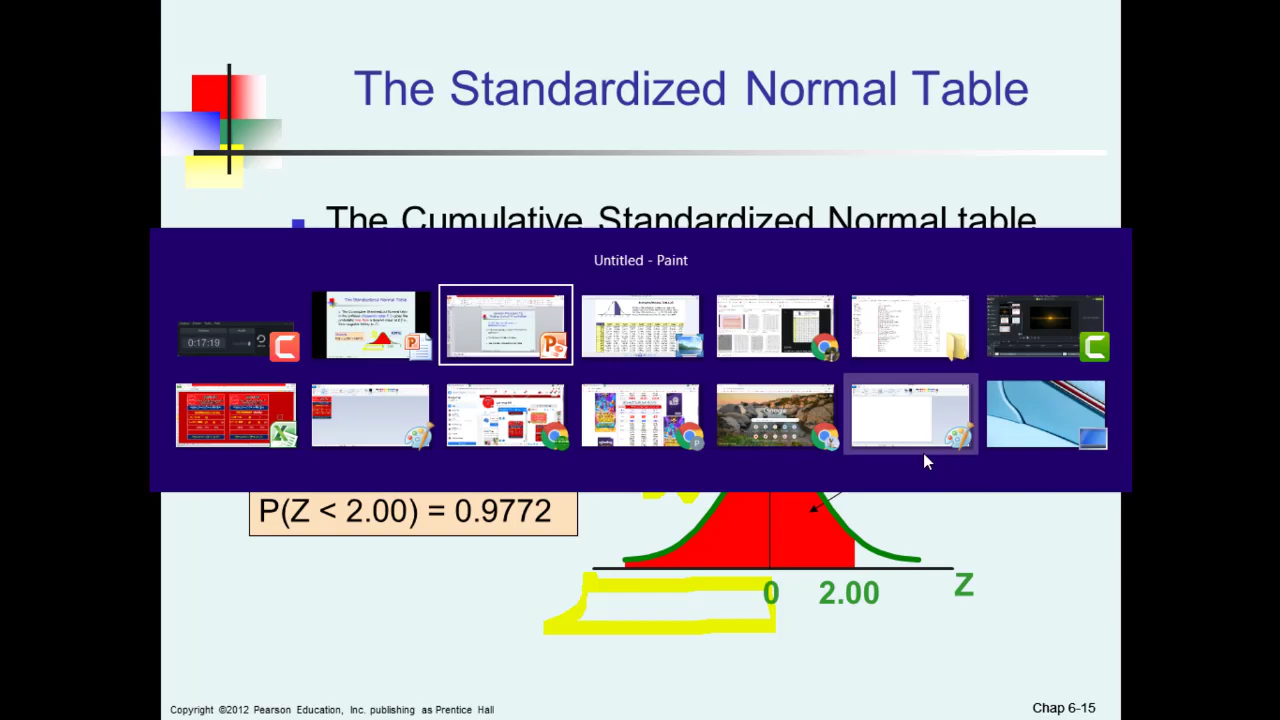 The Standardized Normal Table
The Cumulative Standardized Normal table
Untitled - Paint
0:17:19
P(Z < 2.00) = 0.9772
0 2.00 Z
Copyright ©2012 Pearson Education, Inc. publishing as Prentice Hall
Chap 6-15